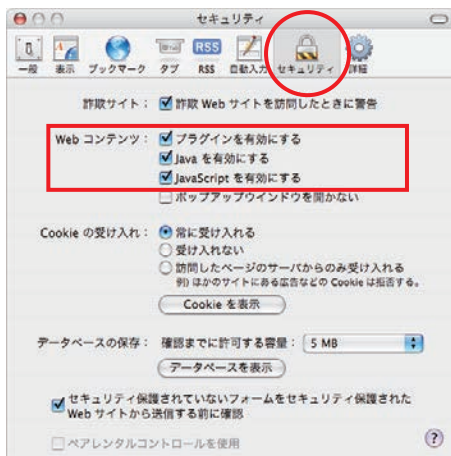 セキュリティ
一般 表示 ブックマーク タブ RSS 自動入力 セキュリティ 詳細
RSS
詐欺サイト： 詐欺 Web サイトを訪問したときに警告
Web コンテンツ： プラグインを有効にする
Java を有効にする
JavaScript を有効にする
ポップアップウインドウを開かない
Cookie の受け入れ： 常に受け入れる
受け入れない
訪問したページのサーバからのみ受け入れる
例）ほかのサイトにある広告などの Cookie は拒否する。
Cookie を表示
データベースの保存： 確認までに許可する容量： 5 MB
データベースを表示
セキュリティ保護されていないフォームをセキュリティ保護された
Web サイトから送信する前に確認
ペアレンタルコントロールを使用
?